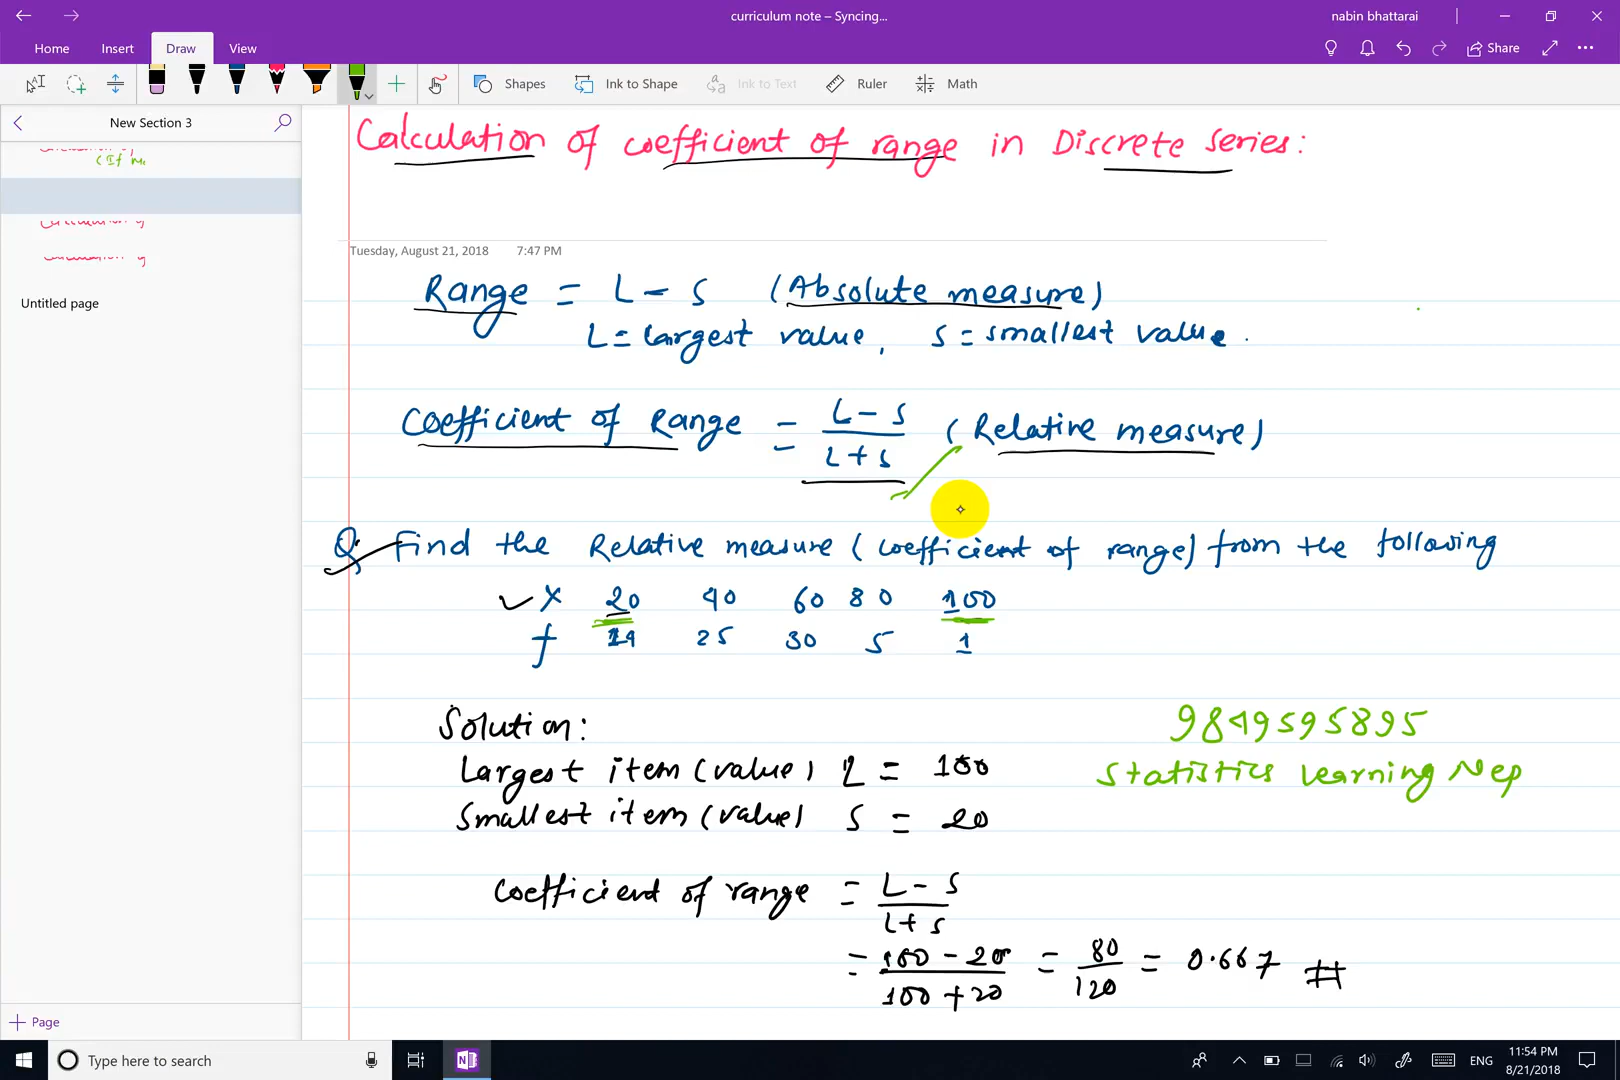 curriculum note – Syncing...
nabin bhattarai
Home Insert Draw View
Share
Shapes Ink to Shape Ink to Text Ruler Math
New Section 3
(If
Untitled page
Page
Calculation of coefficient of range in Discrete series:
Tuesday, August 21, 2018 7:47 PM
Range = L - S (Absolute measure)
L = largest value, S = smallest value.
Coefficient of Range = L - S / L + S (Relative measure)
Q. Find the Relative measure (coefficient of range) from the following
X 20 40 60 80 100
f 14 25 30 5 1
Solution:
Largest item (value) L = 100
Smallest item (value) S = 20
9849595895
Statistics Learning Nep
Coefficient of range = L - S / L + S
= 100 - 20 / 100 + 20 = 80 / 120 = 0.667 #
Type here to search
ENG
11:54 PM
8/21/2018